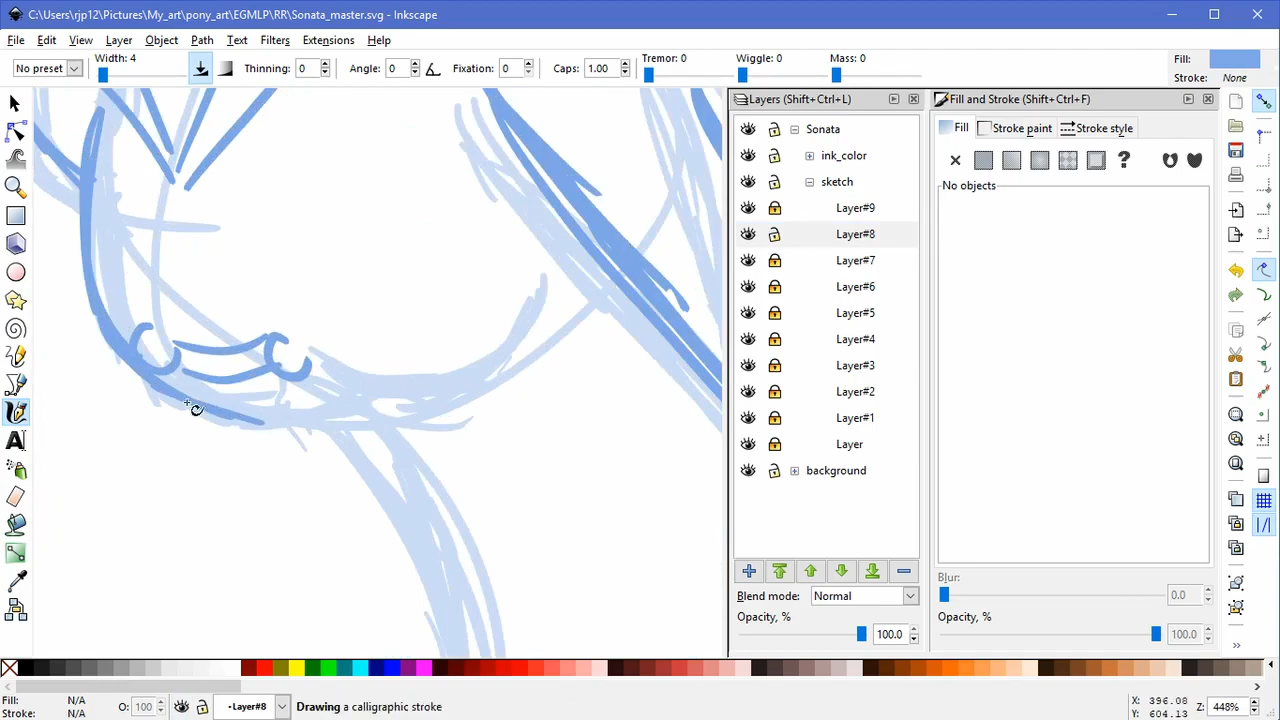 C:\Users\rjp12\Pictures\My_art\pony_art\EGMLP\RR\Sonata_master.svg - Inkscape
File Edit View Layer Object Path Text Filters Extensions Help
No preset Width: 4 Thinning: 0 Angle: 0 Fixation: 0 Caps: 1.00 Tremor: 0 Wiggle: 0 Mass: 0 Fill:
Stroke: None
Layers (Shift+Ctrl+L) Fill and Stroke (Shift+Ctrl+F)
Sonata Fill Stroke paint Stroke style
ink_color
sketch No objects
Layer#9
Layer#8
Layer#7
Layer#6
Layer#5
Layer#4
Layer#3
Layer#2
Layer#1
Layer
background
Blur:
Blend mode: Normal 0.0
Opacity, % Opacity, %
100.0 100.0
Fill: N/A O: 100 -Layer#8 Drawing a calligraphic stroke X: 396.08 Z: 448%
Stroke: N/A Y: 604.13